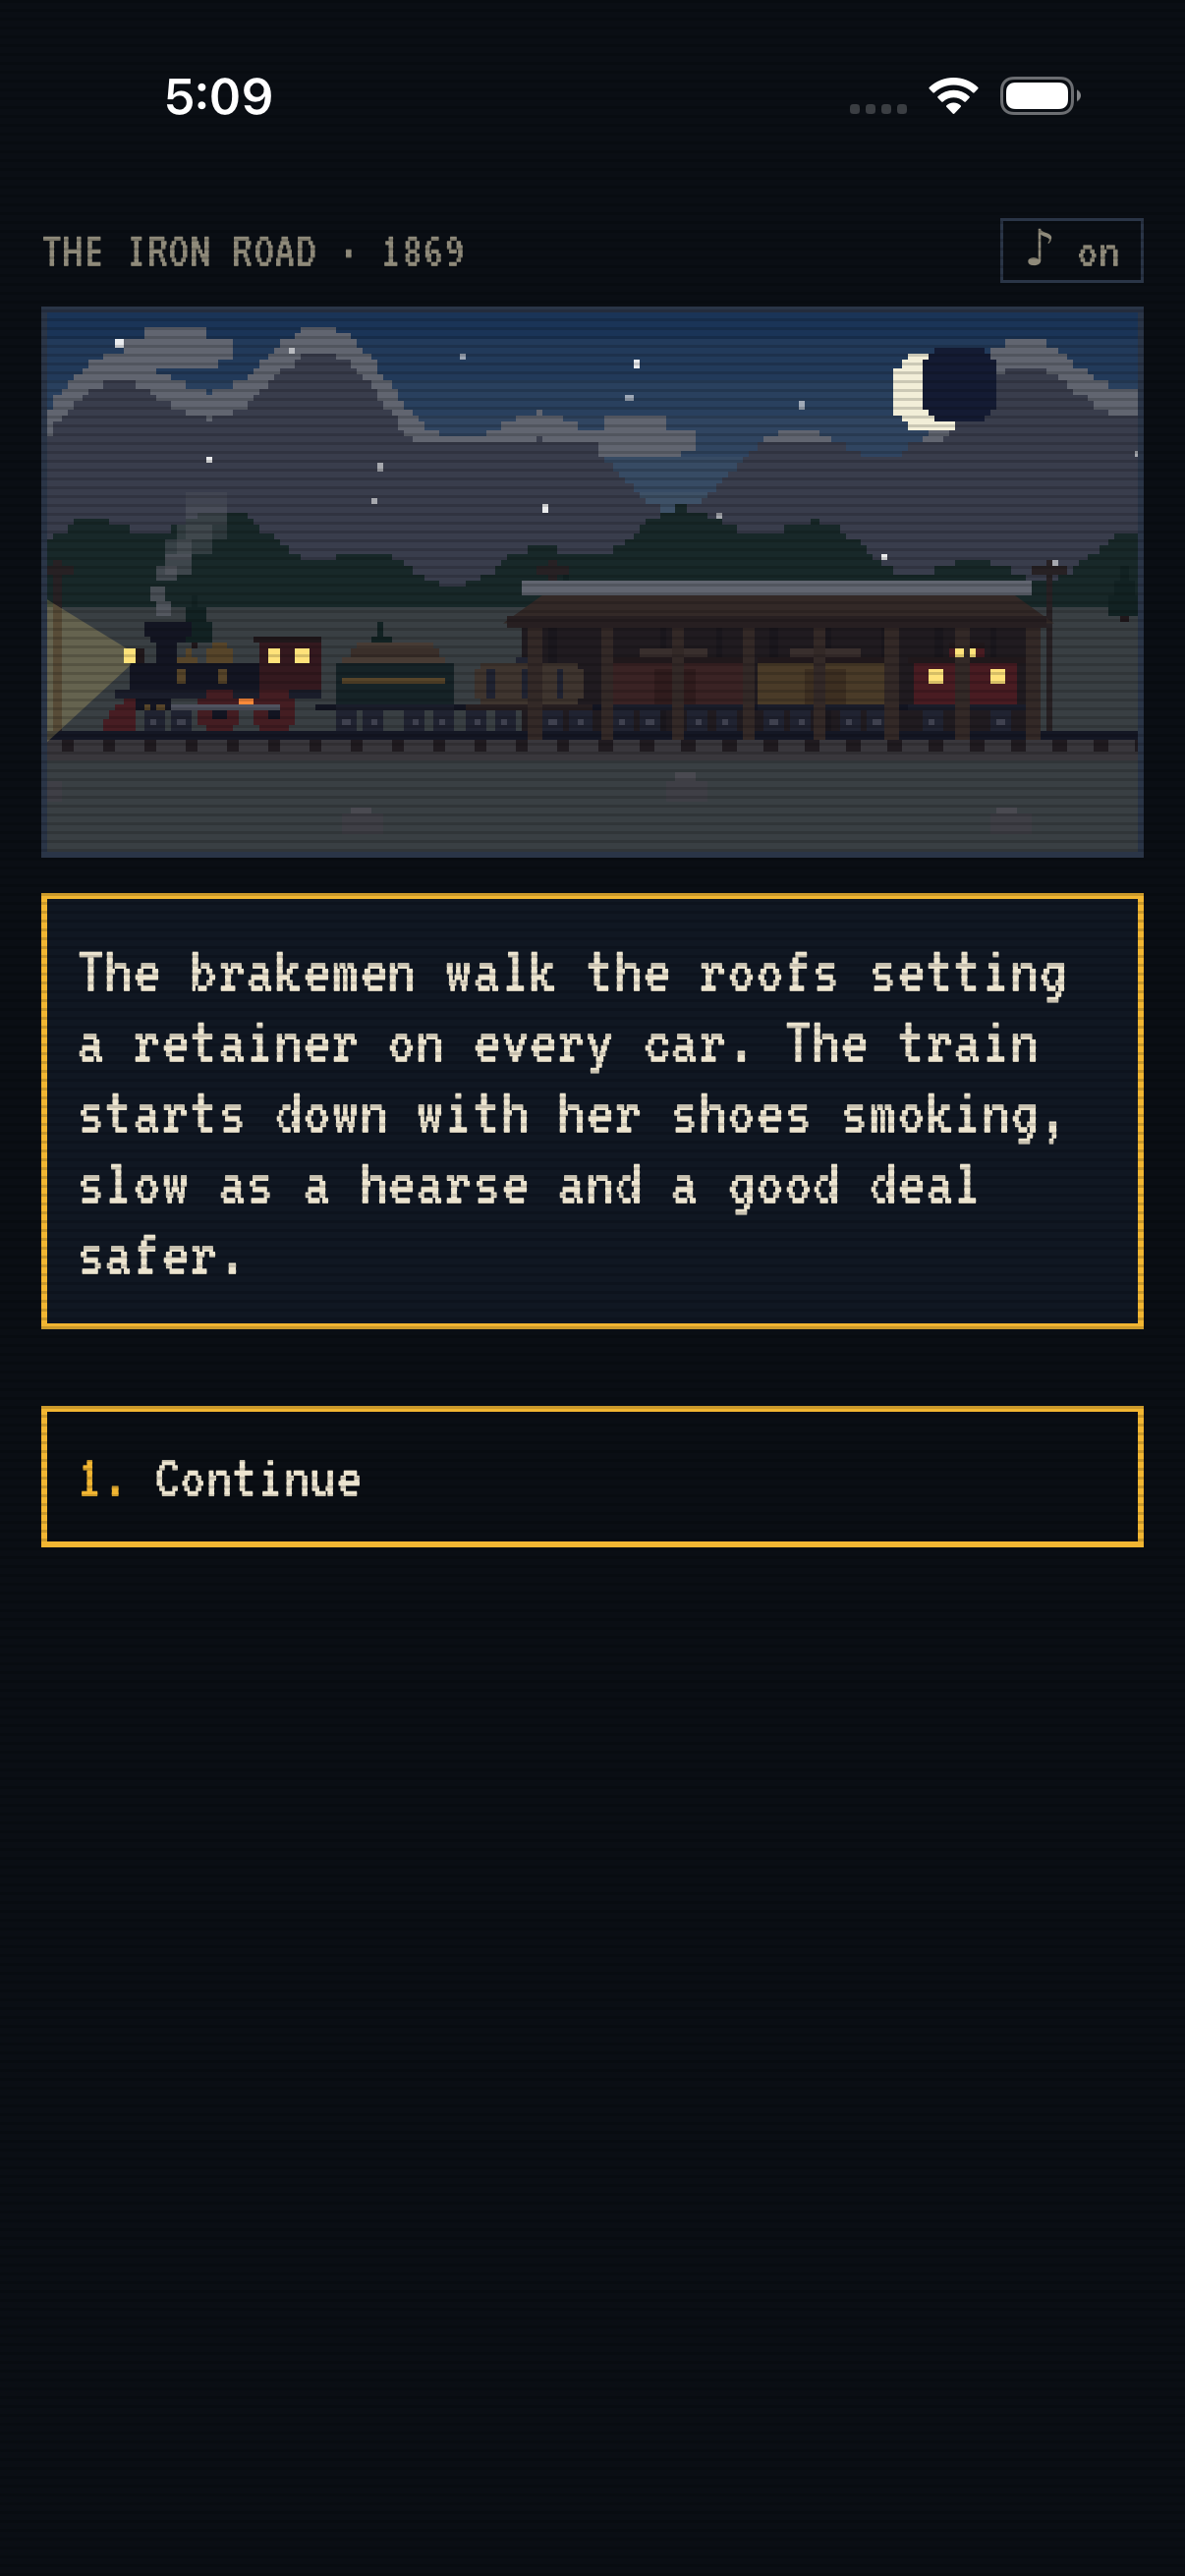 5:09
THE IRON ROAD · 1869
♪ on
The brakemen walk the roofs setting
a retainer on every car. The train
starts down with her shoes smoking,
slow as a hearse and a good deal
safer.
1. Continue